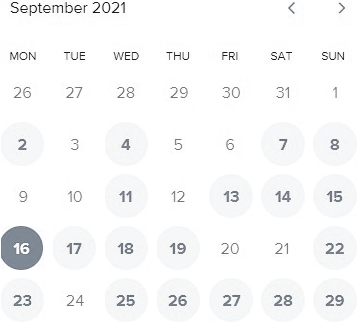 September 2021
MON TUE WED THU FRI SAT SUN
26 27 28 29 30 31 1
2 3 4 5 6 7 8
9 10 11 12 13 14 15
16 17 18 19 20 21 22
23 24 25 26 27 28 29